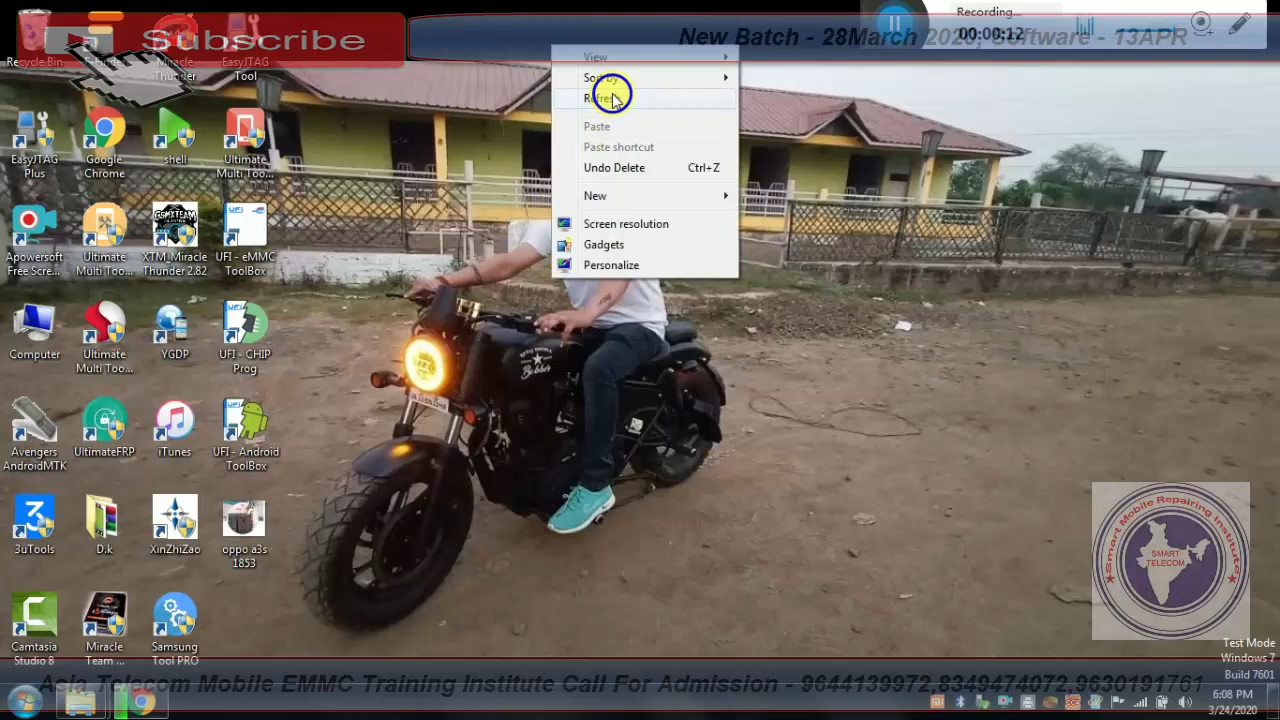 Subscribe
New Batch - 28March 2020, Software - 13APR
Recording...
00:00:12
Recycle Bin
Miracle
Thunder
EasyJTAG
Tool
View
Sort by
Refresh
Paste
Paste shortcut
Undo Delete Ctrl+Z
New
Screen resolution
Gadgets
Personalize
EasyJTAG
Plus
Google
Chrome
shell
Ultimate
Multi Too...
Apowersoft
Free Scre...
Ultimate
Multi Too...
GSMXTEAM
XTM_Miracle
Thunder 2.82
UFI
UFI - eMMC
ToolBox
Computer
Ultimate
Multi Too...
YGDP
UFI - CHIP
Prog
Avengers
AndroidMTK
UltimateFRP
iTunes
UFI - Android
ToolBox
3uTools
D.k
XinZhiZao
oppo a3s
1853
Camtasia
Studio 8
Miracle
Team ...
Samsung
Tool PRO
Bobber
Smart Mobile Repairing Institute
SMART
TELECOM
Test Mode
Windows 7
Build 7601
Asia Telecom Mobile EMMC Training Institute Call For Admission - 9644139972,8349474072,9630191761
6:08 PM
3/24/2020